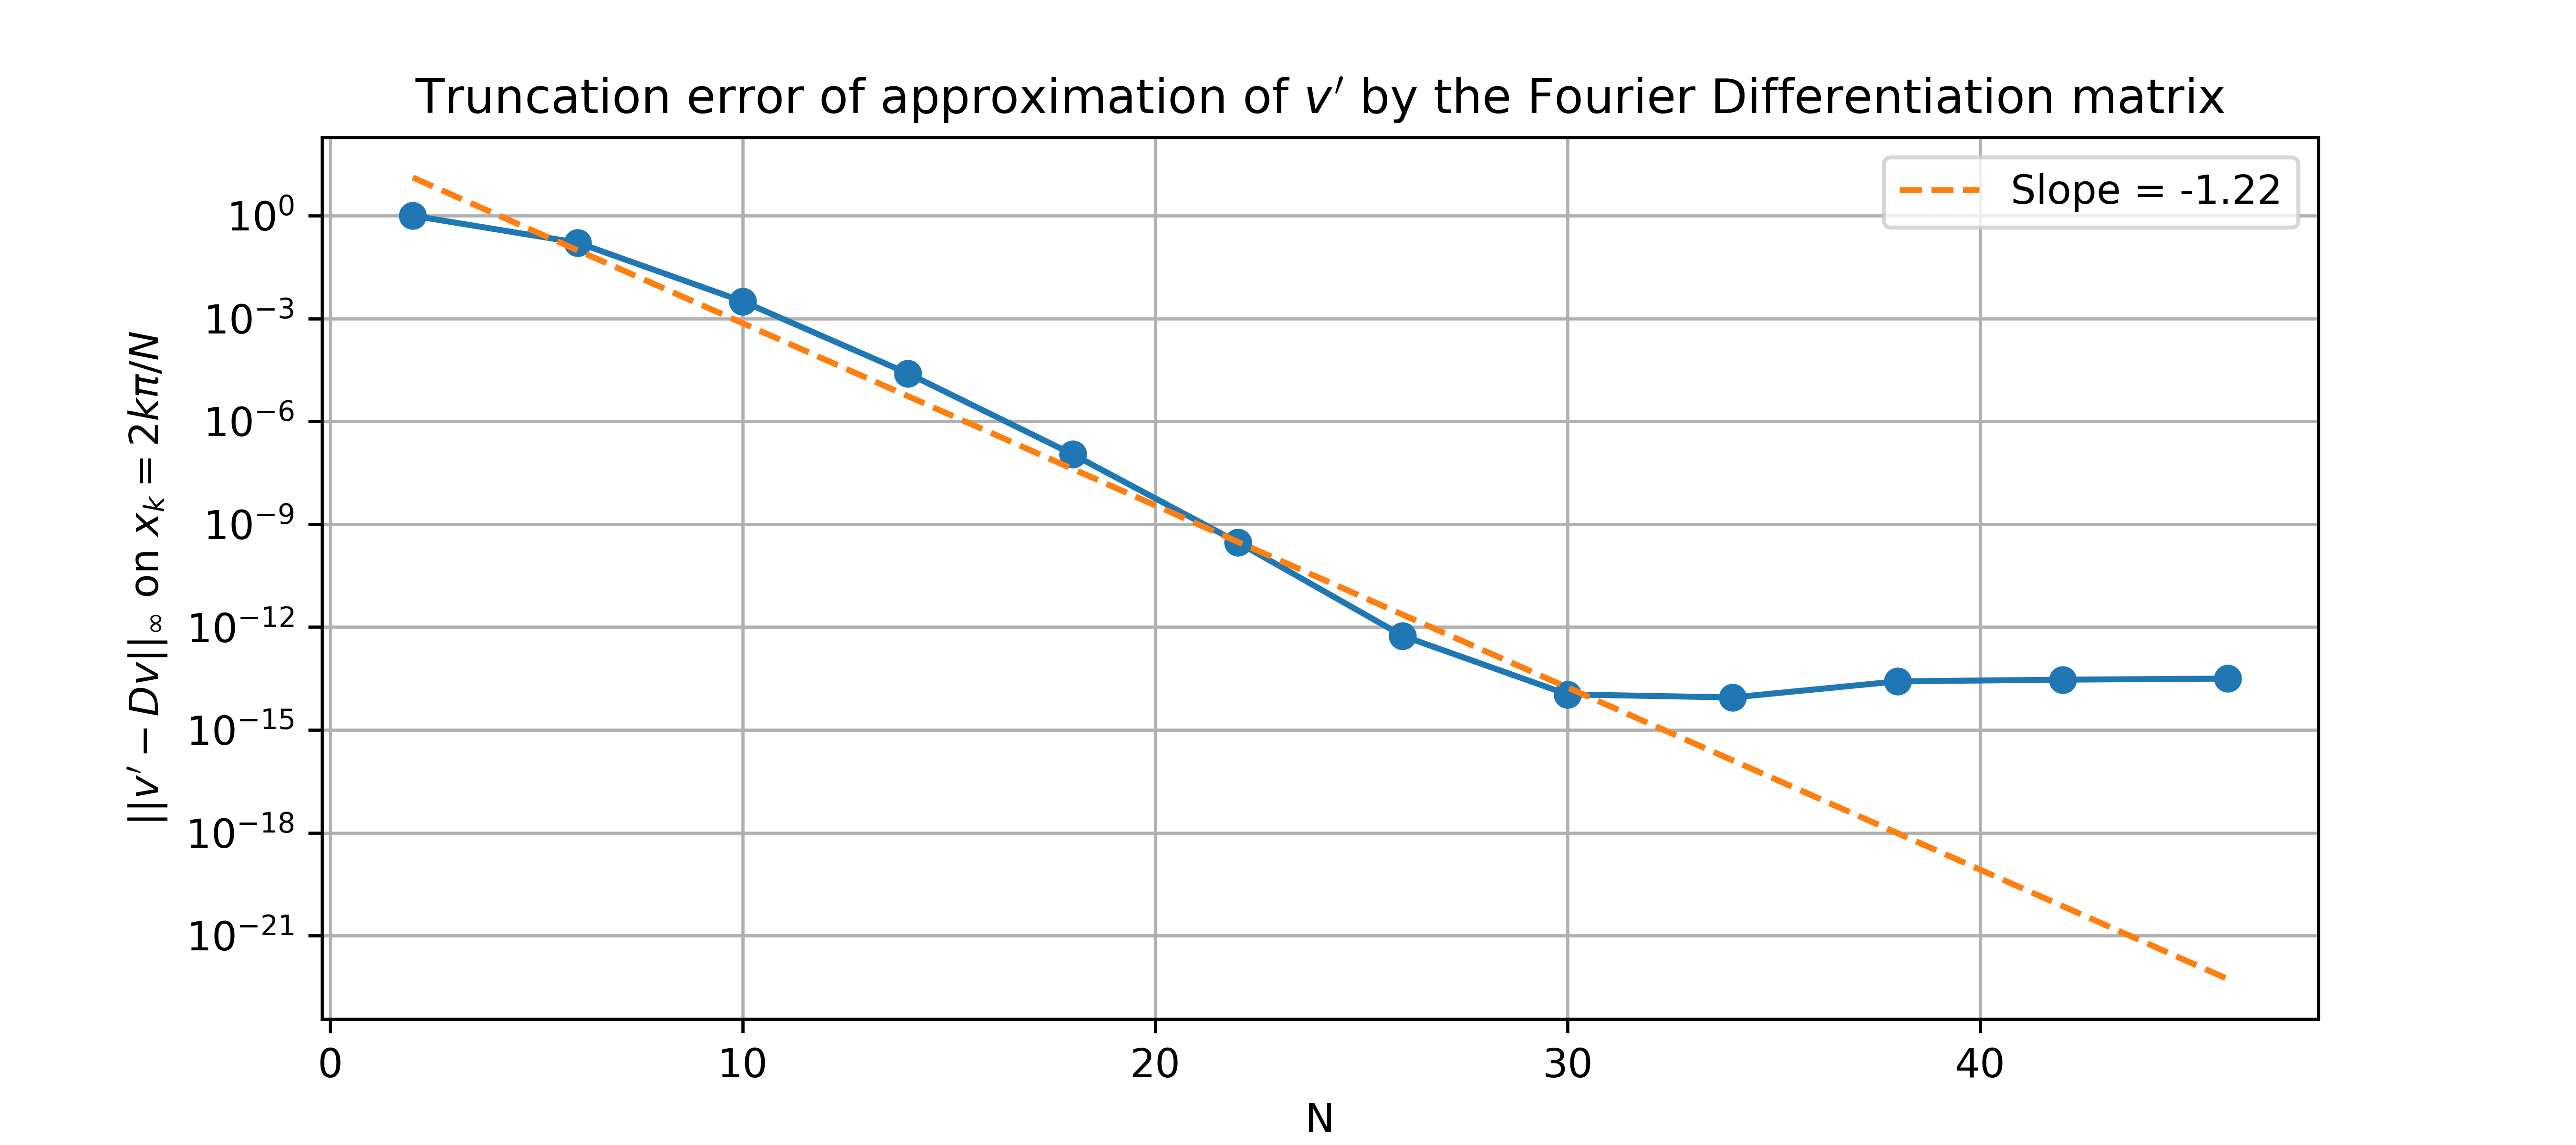 Truncation error of approximation of v′ by the Fourier Differentiation matrix
Slope = -1.22
||v′ − Dv||∞ on xₖ = 2kπ/N
10⁰
10⁻³
10⁻⁶
10⁻⁹
10⁻¹²
10⁻¹⁵
10⁻¹⁸
10⁻²¹
0 10 20 30 40
N